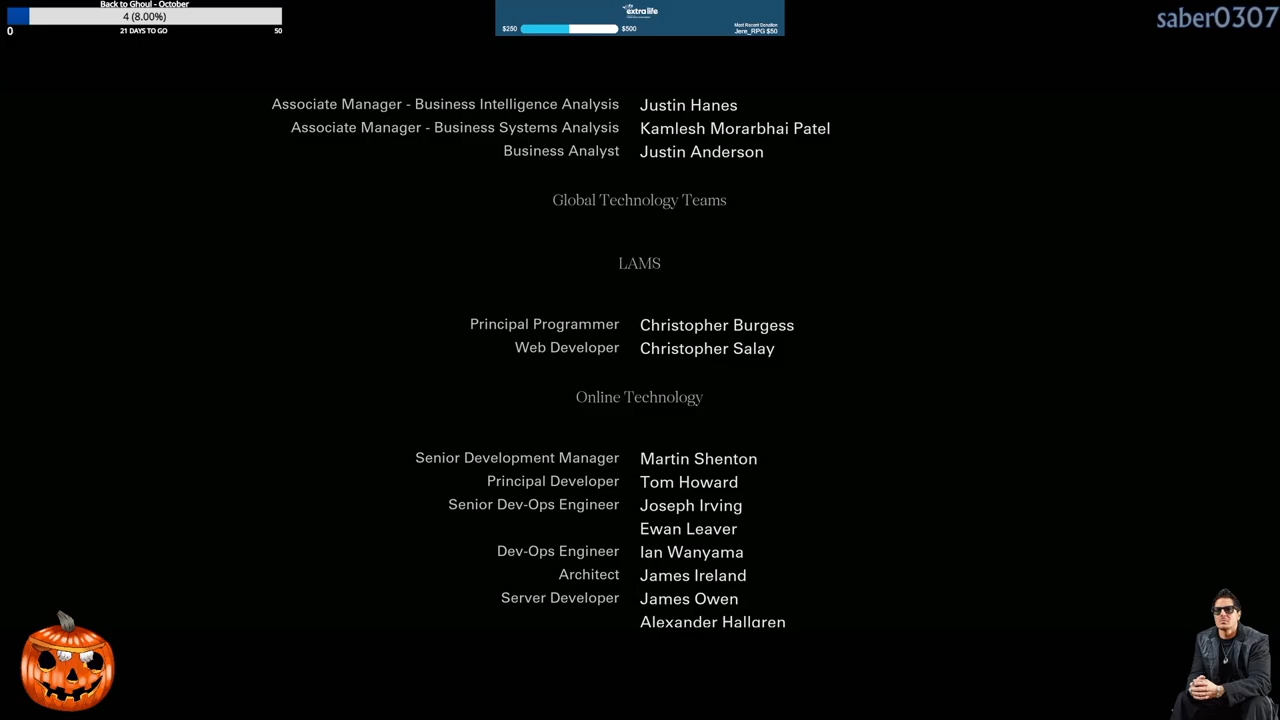 Back to Ghoul - October
4 (8.00%)
0
21 DAYS TO GO
50
extra life
$250
$500
Most Recent Donation
Jere_RPG $50
saber0307
Associate Manager - Business Intelligence Analysis Justin Hanes
Associate Manager - Business Systems Analysis Kamlesh Morarbhai Patel
Business Analyst Justin Anderson
Global Technology Teams
LAMS
Principal Programmer Christopher Burgess
Web Developer Christopher Salay
Online Technology
Senior Development Manager Martin Shenton
Principal Developer Tom Howard
Senior Dev-Ops Engineer Joseph Irving
Ewan Leaver
Dev-Ops Engineer Ian Wanyama
Architect James Ireland
Server Developer James Owen
Alexander Hallgren